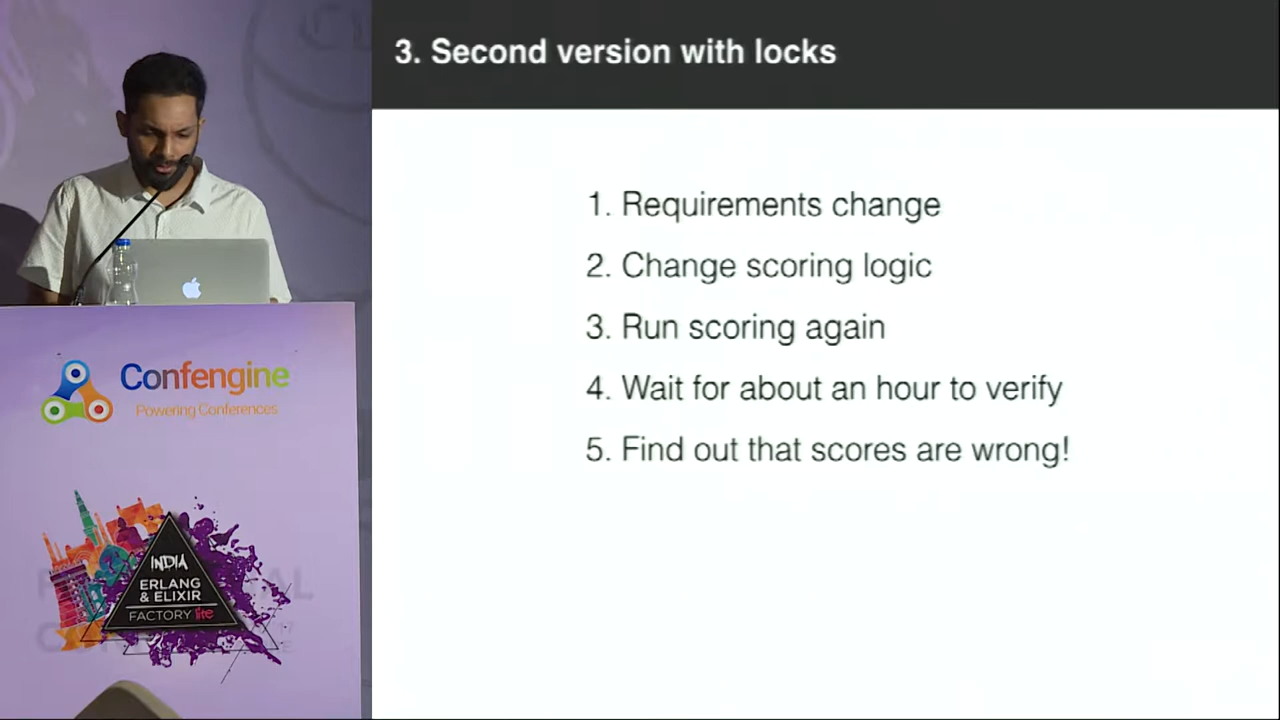 3. Second version with locks
1. Requirements change
2. Change scoring logic
3. Run scoring again
4. Wait for about an hour to verify
5. Find out that scores are wrong!
Confengine
Powering Conferences
INDIA
ERLANG
& ELIXIR
FACTORY lite